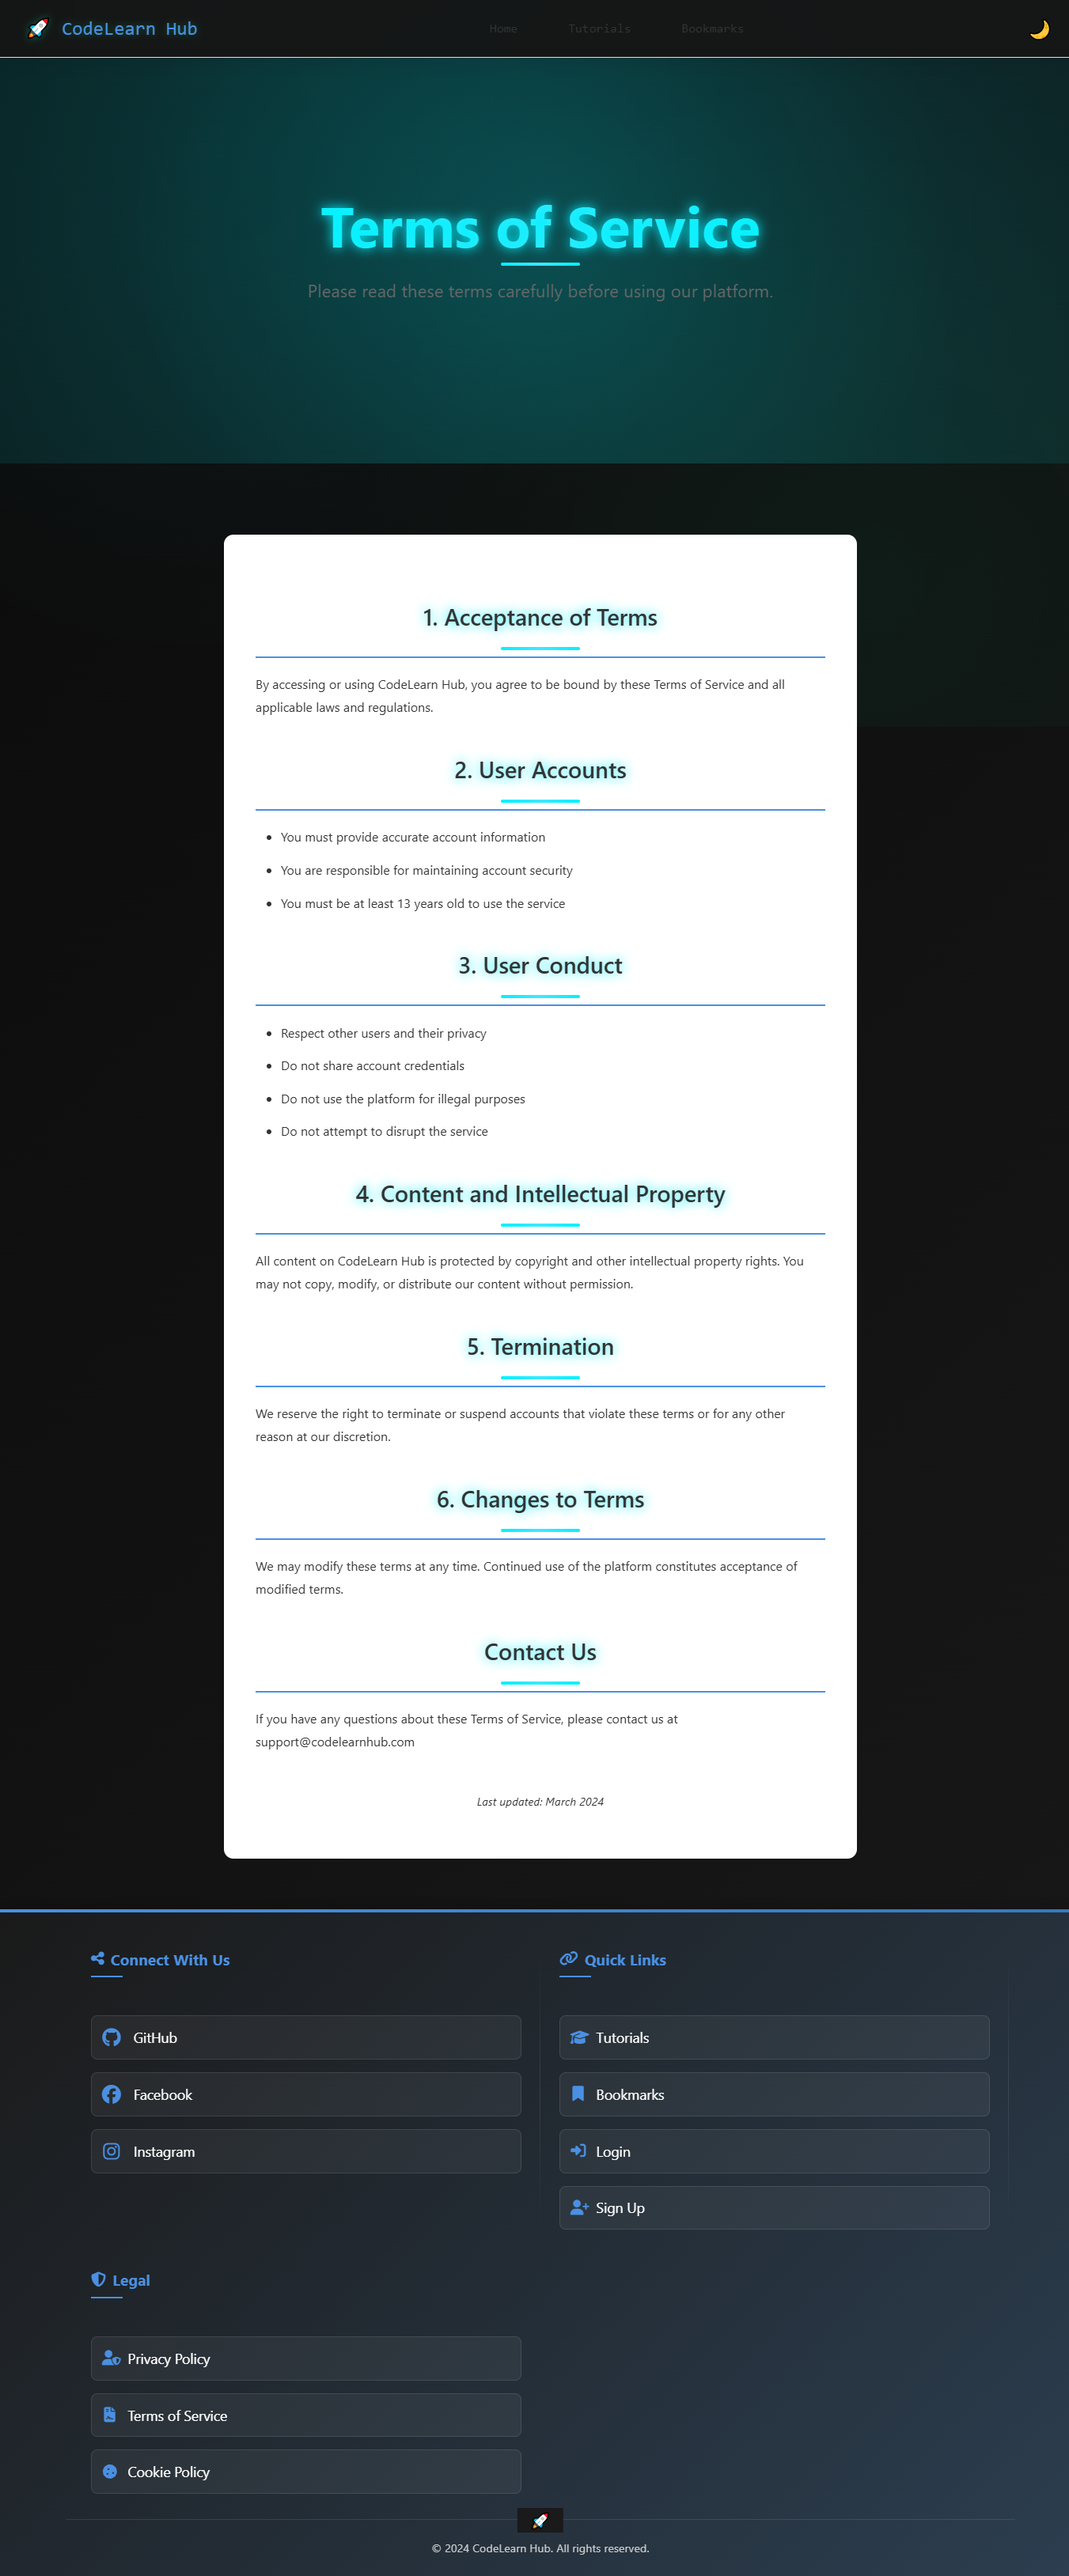 CodeLearn Hub
Home Tutorials Bookmarks
Terms of Service
Please read these terms carefully before using our platform.
1. Acceptance of Terms
By accessing or using CodeLearn Hub, you agree to be bound by these Terms of Service and all
applicable laws and regulations.
2. User Accounts
• You must provide accurate account information
• You are responsible for maintaining account security
• You must be at least 13 years old to use the service
3. User Conduct
• Respect other users and their privacy
• Do not share account credentials
• Do not use the platform for illegal purposes
• Do not attempt to disrupt the service
4. Content and Intellectual Property
All content on CodeLearn Hub is protected by copyright and other intellectual property rights. You
may not copy, modify, or distribute our content without permission.
5. Termination
We reserve the right to terminate or suspend accounts that violate these terms or for any other
reason at our discretion.
6. Changes to Terms
We may modify these terms at any time. Continued use of the platform constitutes acceptance of
modified terms.
Contact Us
If you have any questions about these Terms of Service, please contact us at
support@codelearnhub.com
Last updated: March 2024
Connect With Us
GitHub
Facebook
Instagram
Quick Links
Tutorials
Bookmarks
Login
Sign Up
Legal
Privacy Policy
Terms of Service
Cookie Policy
© 2024 CodeLearn Hub. All rights reserved.